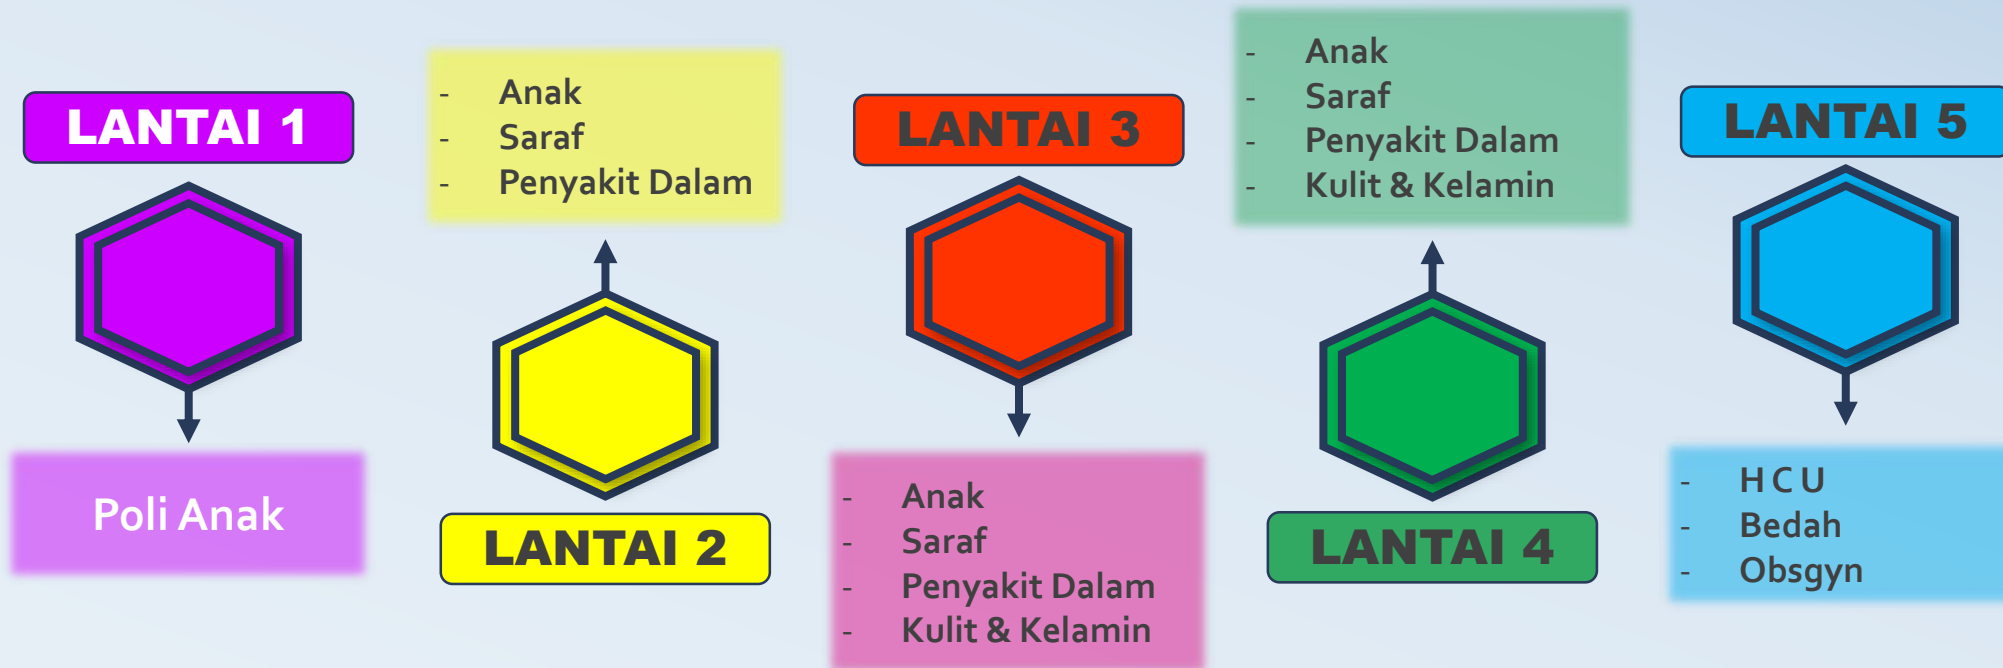 LANTAI 1
Poli Anak
- Anak
- Saraf
- Penyakit Dalam
LANTAI 2
LANTAI 3
- Anak
- Saraf
- Penyakit Dalam
- Kulit & Kelamin
- Anak
- Saraf
- Penyakit Dalam
- Kulit & Kelamin
LANTAI 4
LANTAI 5
- H C U
- Bedah
- Obsgyn